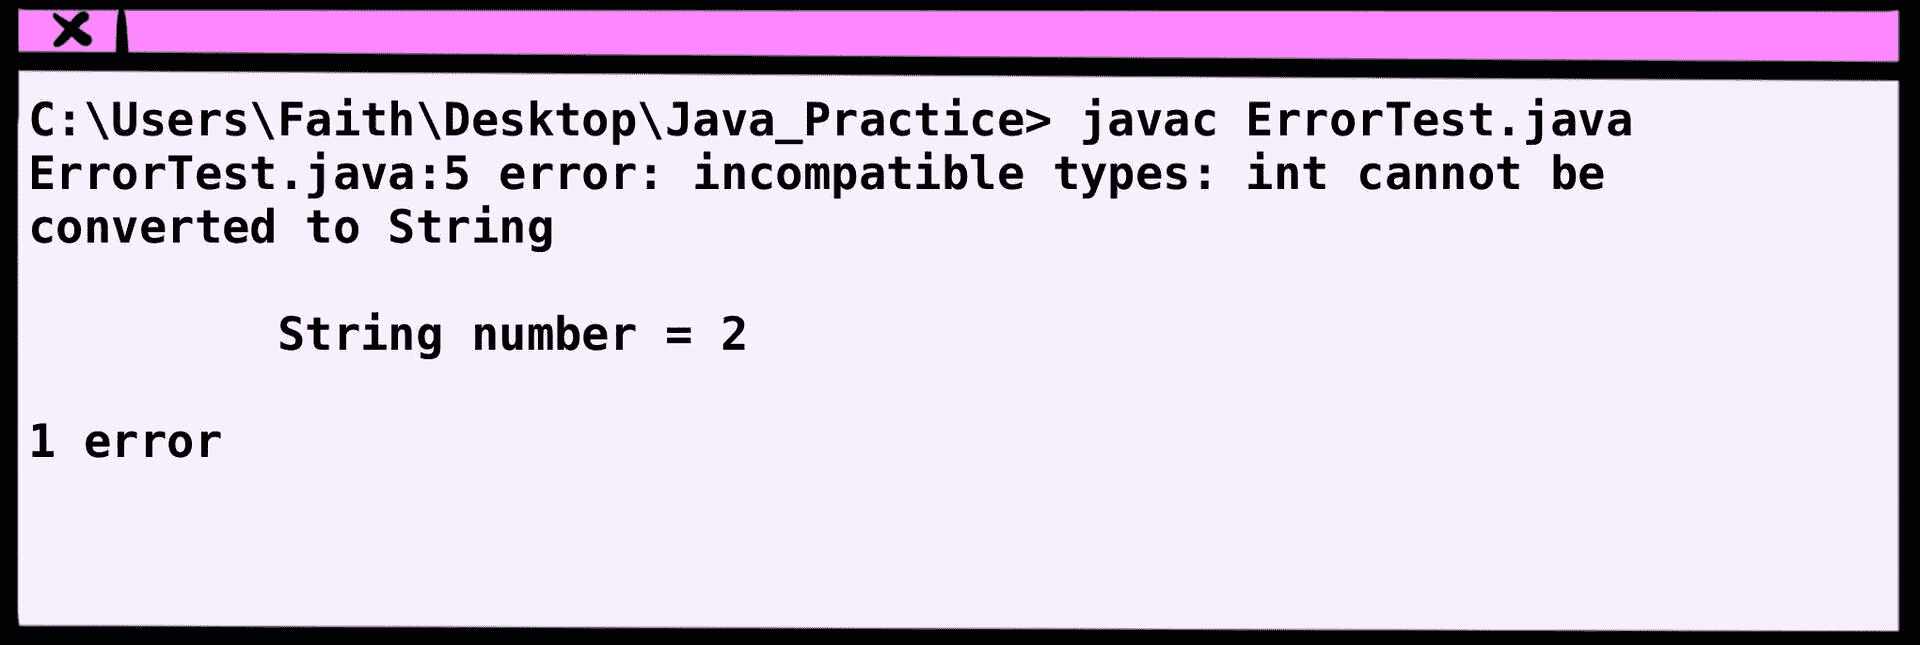 C:\Users\Faith\Desktop\Java_Practice> javac ErrorTest.java
ErrorTest.java:5 error: incompatible types: int cannot be
converted to String
String number = 2
1 error